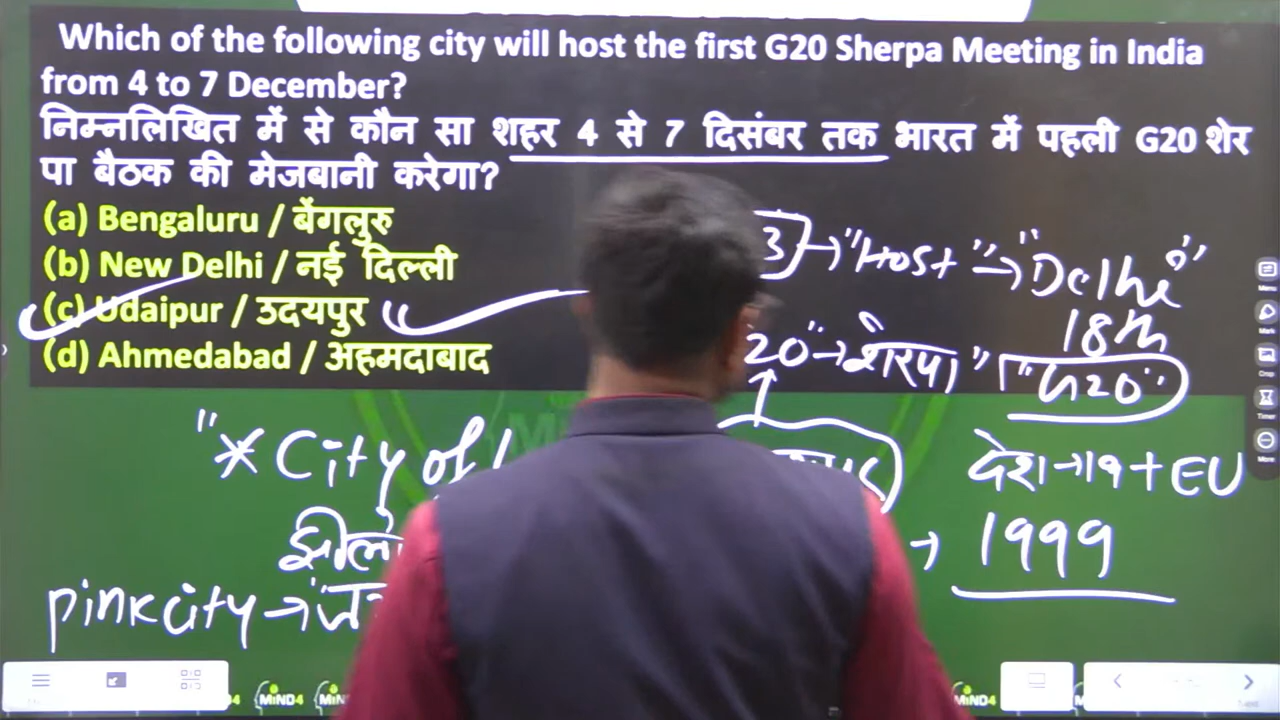 Which of the following city will host the first G20 Sherpa Meeting in India
from 4 to 7 December?
निम्नलिखित में से कौन सा शहर 4 से 7 दिसंबर तक भारत में पहली G20 शेर
पा बैठक की मेजबानी करेगा?
(a) Bengaluru / बेंगलुरु
(b) New Delhi / नई दिल्ली
(c) Udaipur / उदयपुर
(d) Ahmedabad / अहमदाबाद
3 → "Host" → "Delhi"
18th
20" → शेरपा" "G20"
"* City of
देश → 19 + EU
झील
→ 1999
pinkcity → "ज
MiND4